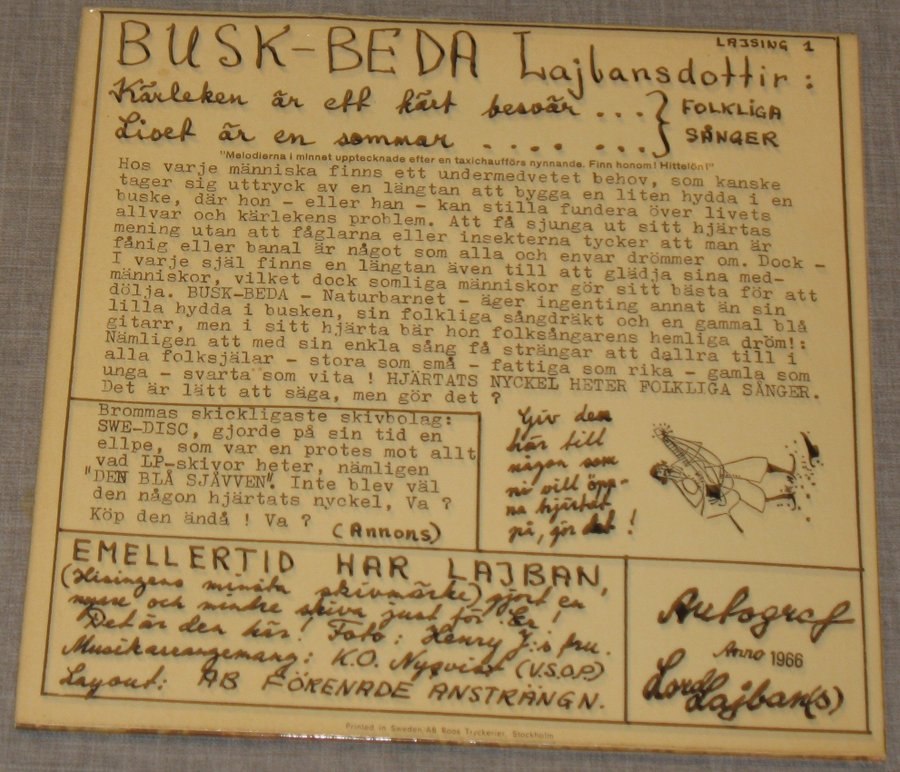 BUSK-BEDA Lajbansdottir:
LAJSING 1
Kärleken är ett kärt besvär ...
Livet är en sommar .... ...
FOLKLIGA
SÅNGER
"Melodierna i minnet upptecknade efter en taxichaufförs nynnande. Finn honom! Hittelön!"
Hos varje människa finns ett undermedvetet behov, som kanske
tager sig uttryck av en längtan att bygga en liten hydda i en
buske, där hon - eller han - kan stilla fundera över livets
allvar och kärlekens problem. Att få sjunga ut sitt hjärtas
mening utan att fåglarna eller insekterna tycker att man är
fånig eller banal är något som alla och envar drömmer om. Dock -
I varje själ finns en längtan även till att glädja sina med-
människor, vilket dock somliga människor gör sitt bästa för att
dölja. BUSK-BEDA - Naturbarnet - äger ingenting annat än sin
lilla hydda i busken, sin folkliga sångdräkt och en gammal blå
gitarr, men i sitt hjärta bär hon folksångarens hemliga dröm!:
Nämligen att med sin enkla sång få strängar att dallra till i
alla folksjälar - stora som små - fattiga som rika - gamla som
unga - svarta som vita ! HJÄRTATS NYCKEL HETER FOLKLIGA SÅNGER.
Det är lätt att säga, men gör det ?
Brommas skickligaste skivbolag:
SWE-DISC, gjorde på sin tid en
ellpe, som var en protes mot allt
vad LP-skivor heter, nämligen
"DEN BLÅ SJÄVVEN". Inte blev väl
den någon hjärtats nyckel, Va ?
Köp den ändå ! Va ?
(Annons)
Giv den
här till
någon som
ni vill öpp-
na hjärtat
på, gör det !
EMELLERTID HAR LAJBAN,
(Hisingens minsta skivmärke) gjort en
nysse och mindre skiva just för Er !
Det är den här! Foto: Henry J:s fru.
Musikarrangemang: K.O. Nyqvist (V.S.O.P.)
Layout: AB FÖRENADE ANSTRÄNGN.
Autograf
Anno 1966
Lord Lajban(s)
Printed in Sweden AB Roos Tryckerier, Stockholm